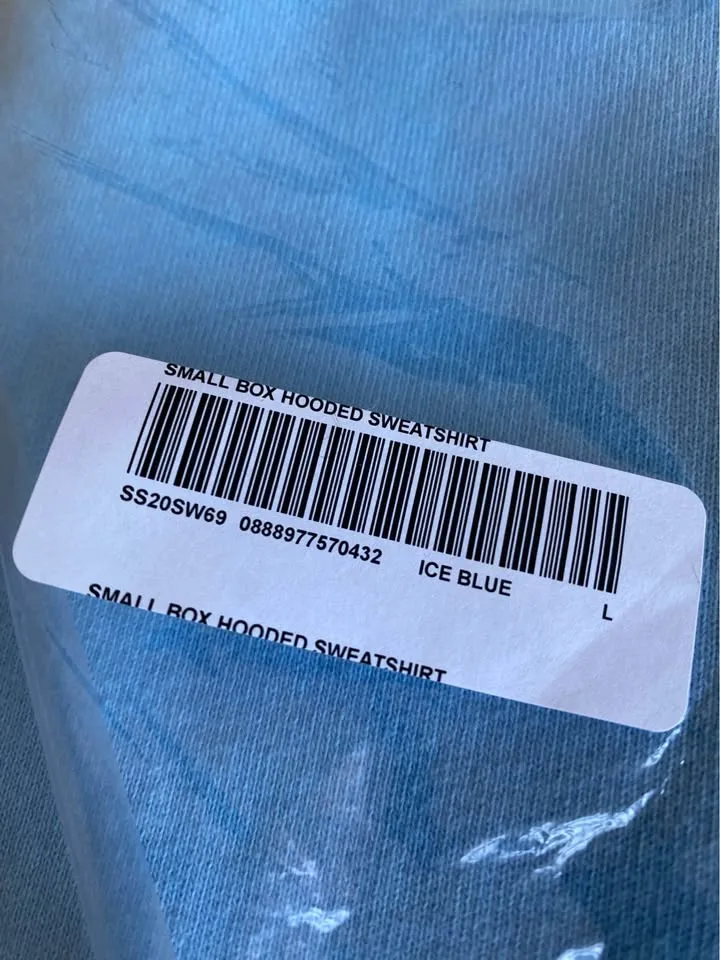 SMALL BOX HOODED SWEATSHIRT
SS20SW69 0888977570432 ICE BLUE L
SMALL BOX HOODED SWEATSHIRT